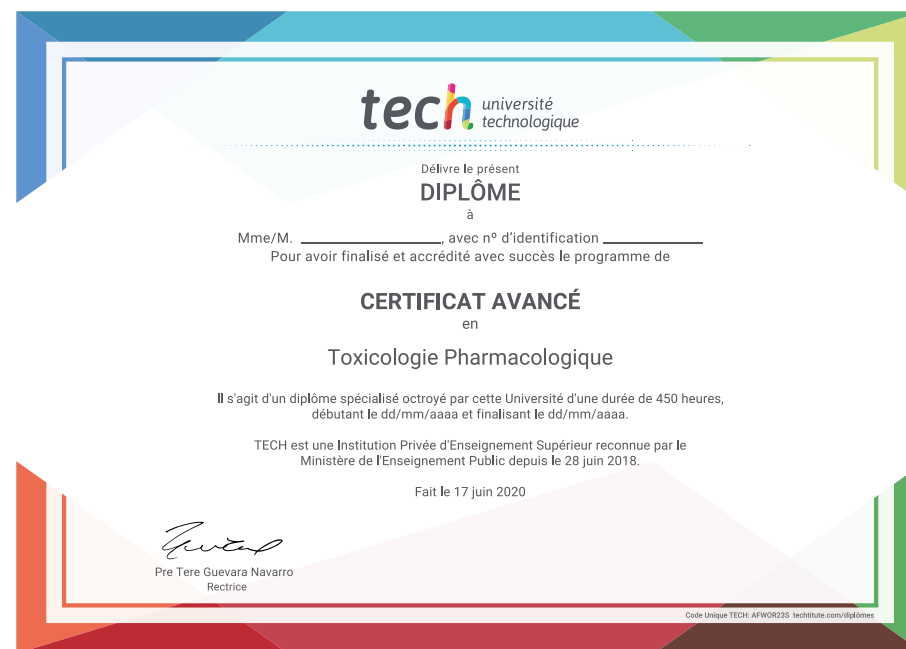 tech université
technologique
Délivre le présent
DIPLÔME
à
Mme/M. ____________________, avec nº d'identification ______________
Pour avoir finalisé et accrédité avec succès le programme de
CERTIFICAT AVANCÉ
en
Toxicologie Pharmacologique
Il s'agit d'un diplôme spécialisé octroyé par cette Université d'une durée de 450 heures,
débutant le dd/mm/aaaa et finalisant le dd/mm/aaaa.
TECH est une Institution Privée d'Enseignement Supérieur reconnue par le
Ministère de l'Enseignement Public depuis le 28 juin 2018.
Fait le 17 juin 2020
Pre Tere Guevara Navarro
Rectrice
Code Unique TECH: AFWOR23S techtitute.com/diplômes